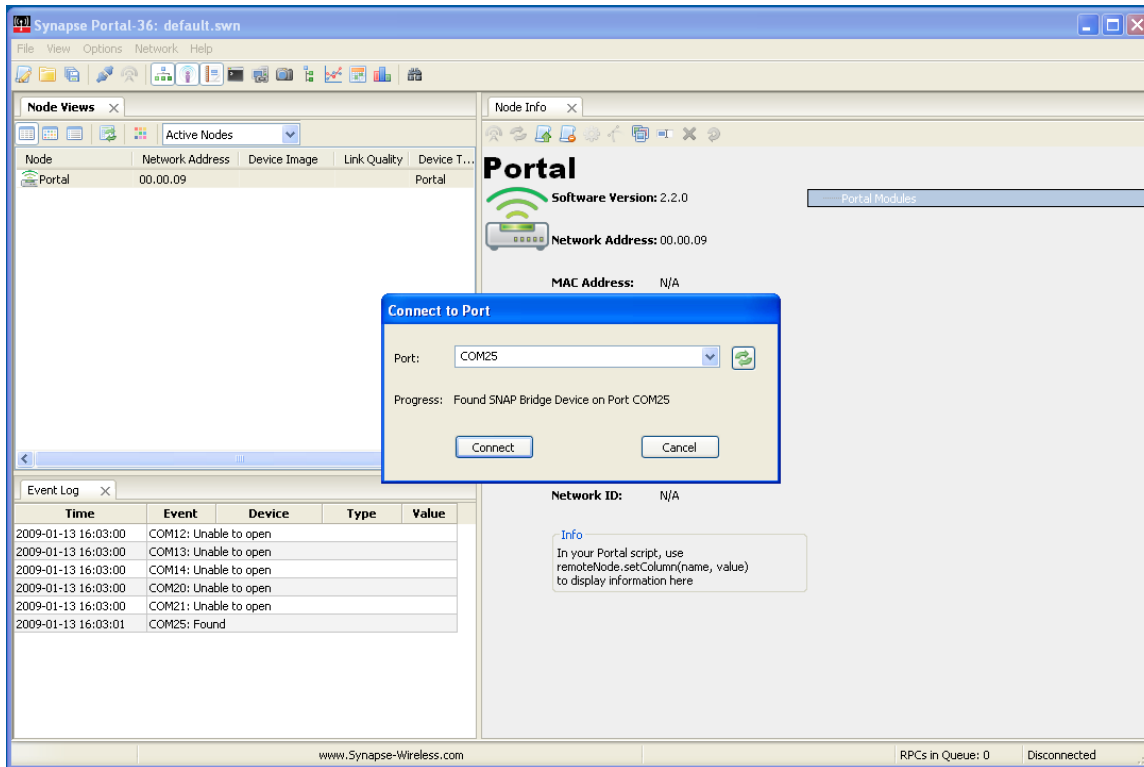 Synapse Portal-36: default.swn
File View Options Network Help
Node Views
Active Nodes
Node Network Address Device Image Link Quality Device T...
Portal 00.00.09 Portal
Node Info
Portal
Software Version: 2.2.0
Portal Modules
Network Address: 00.00.09
MAC Address: N/A
Connect to Port
Port: COM25
Progress: Found SNAP Bridge Device on Port COM25
Connect Cancel
Network ID: N/A
Info
In your Portal script, use
remoteNode.setColumn(name, value)
to display information here
Event Log
Time Event Device Type Value
2009-01-13 16:03:00 COM12: Unable to open
2009-01-13 16:03:00 COM13: Unable to open
2009-01-13 16:03:00 COM14: Unable to open
2009-01-13 16:03:00 COM20: Unable to open
2009-01-13 16:03:00 COM21: Unable to open
2009-01-13 16:03:01 COM25: Found
www.Synapse-Wireless.com RPCs in Queue: 0 Disconnected